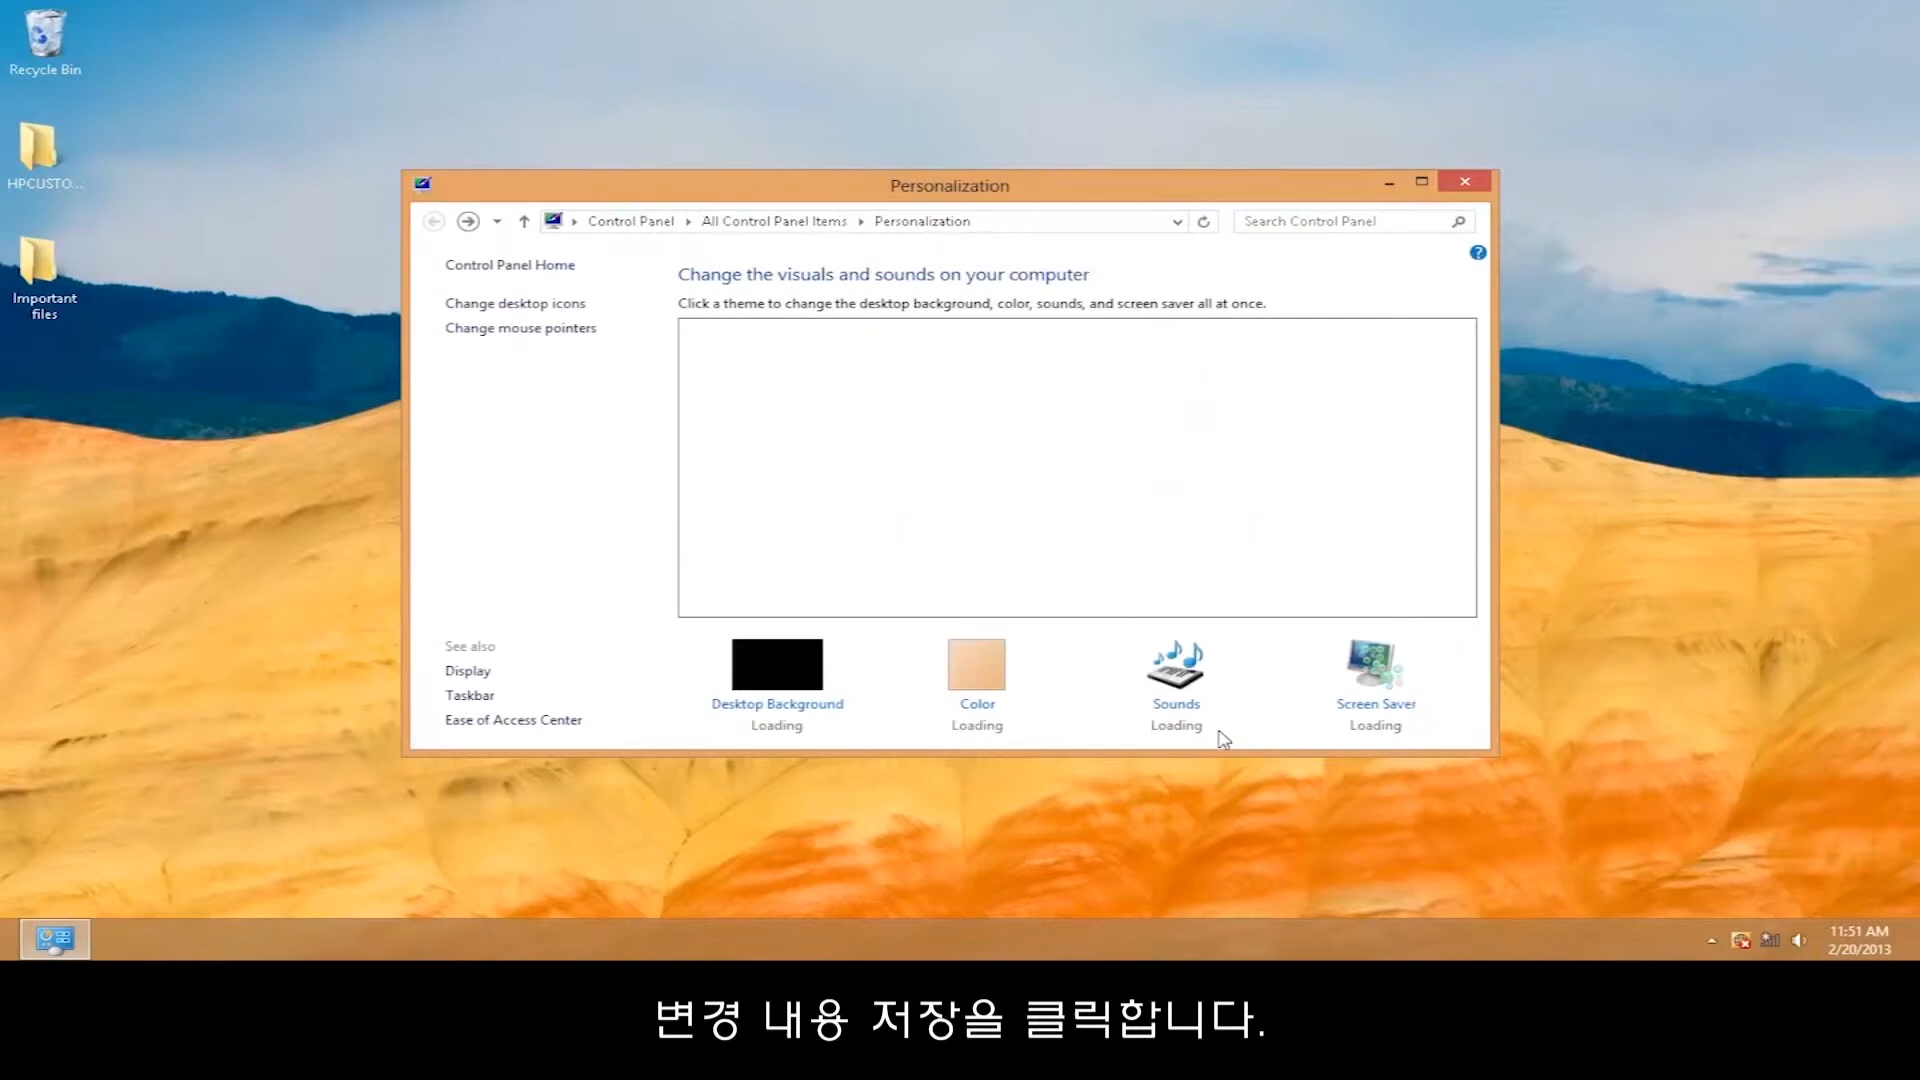 Recycle Bin
HPCUSTO...
Important
files
Personalization
Control Panel
All Control Panel Items
Personalization
Search Control Panel
Control Panel Home
Change desktop icons
Change mouse pointers
Change the visuals and sounds on your computer
Click a theme to change the desktop background, color, sounds, and screen saver all at once.
See also
Display
Taskbar
Ease of Access Center
Desktop Background
Loading
Color
Loading
Sounds
Loading
Screen Saver
Loading
11:51 AM
2/20/2013
변경 내용 저장을 클릭합니다.